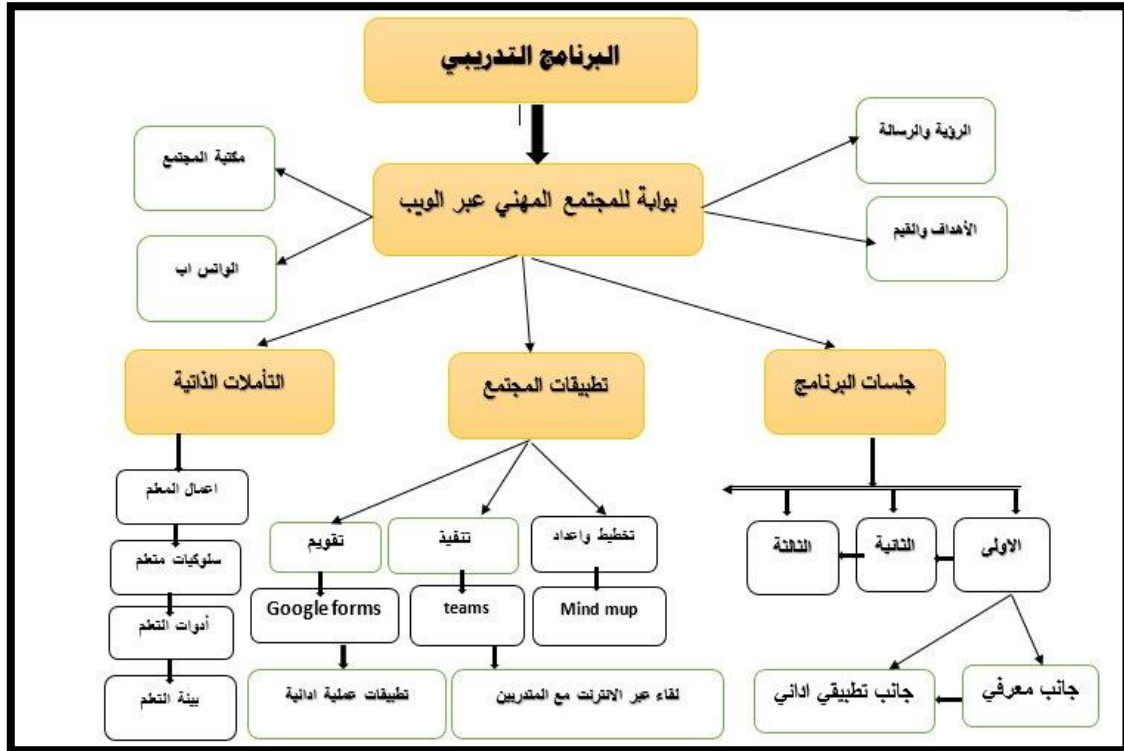 البرنامج التدريبي
الرؤية والرسالة
مكتبة المجتمع
بوابة للمجتمع المهني عبر الويب
الأهداف والقيم
الواتس اب
جلسات البرنامج
تطبيقات المجتمع
التأملات الذاتية
اعمال المعلم
الاولى
الثانية
الثالثة
تخطيط واعداد
تنفيذ
تقويم
سلوكيات متعلم
Mind mup
teams
Google forms
أدوات التعلم
جانب معرفي
جانب تطبيقي ادائي
لقاء عبر الانترنت مع المتدربين
تطبيقات عملية ادائية
بيئة التعلم